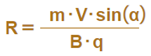 R = m·V·sin(α) / B·q